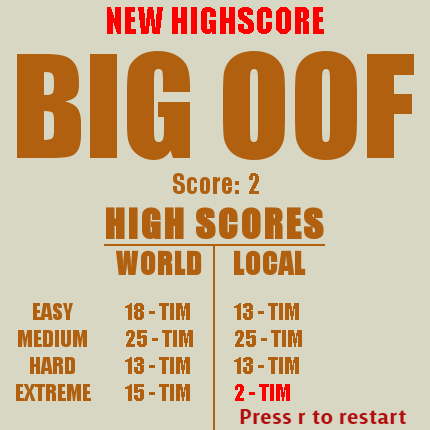 NEW HIGHSCORE
BIG OOF
Score: 2
HIGH SCORES
WORLD LOCAL
EASY 18 - TIM 13 - TIM
MEDIUM 25 - TIM 25 - TIM
HARD 13 - TIM 13 - TIM
EXTREME 15 - TIM 2 - TIM
Press r to restart